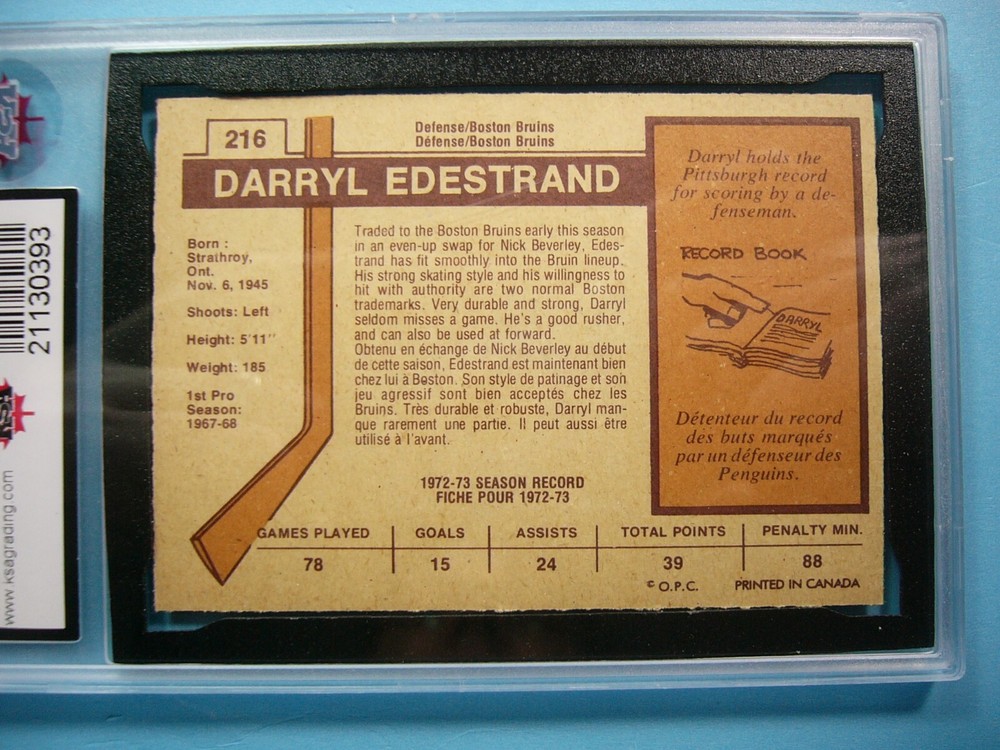 216
Defense/Boston Bruins
Défense/Boston Bruins
DARRYL EDESTRAND
Born :
Strathroy,
Ont.
Nov. 6, 1945
Shoots: Left
Height: 5'11''
Weight: 185
1st Pro
Season:
1967-68
Traded to the Boston Bruins early this season
in an even-up swap for Nick Beverley, Edes-
trand has fit smoothly into the Bruin lineup.
His strong skating style and his willingness to
hit with authority are two normal Boston
trademarks. Very durable and strong, Darryl
seldom misses a game. He's a good rusher,
and can also be used at forward.
Obtenu en échange de Nick Beverley au début
de cette saison, Edestrand est maintenant bien
chez lui à Boston. Son style de patinage et son
jeu agressif sont bien acceptés chez les
Bruins. Très durable et robuste, Darryl man-
que rarement une partie. Il peut aussi être
utilisé à l'avant.
Darryl holds the
Pittsburgh record
for scoring by a de-
fenseman.
RECORD BOOK
DARRYL
Détenteur du record
des buts marqués
par un défenseur des
Penguins.
1972-73 SEASON RECORD
FICHE POUR 1972-73
GAMES PLAYED GOALS ASSISTS TOTAL POINTS PENALTY MIN.
78 15 24 39 88
© O.P.C. PRINTED IN CANADA
21130393
www.ksagrading.com
KSA